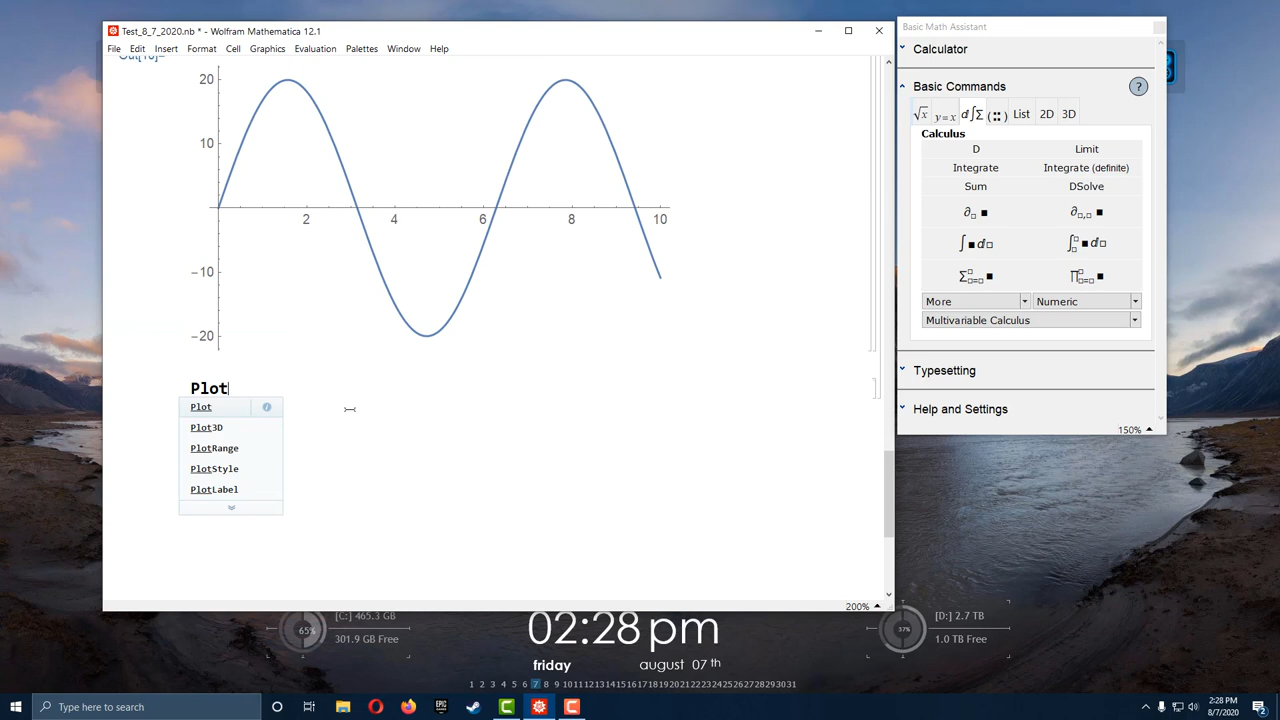 Test_8_7_2020.nb * - Wolfram Mathematica 12.1
File Edit Insert Format Cell Graphics Evaluation Palettes Window Help
20
10
2 4 6 8 10
−10
−20
Plot
Plot i
Plot3D
PlotRange
PlotStyle
PlotLabel
200%
Basic Math Assistant
Calculator
Basic Commands ?
√x y=x d∫Σ List 2D 3D
Calculus
D Limit
Integrate Integrate (definite)
Sum DSolve
∂□ ■ ∂□,□ ■
∫■ d□ ∫□□ ■ d□
Σ□□=□ ■ ∏□□=□ ■
More Numeric
Multivariable Calculus
Typesetting
Help and Settings
150%
65% [C:] 465.3 GB
301.9 GB Free
02:28 pm
friday august 07 th
1 2 3 4 5 6 7 8 9 10 11 12 13 14 15 16 17 18 19 20 21 22 23 24 25 26 27 28 29 30 31
37% [D:] 2.7 TB
1.0 TB Free
Type here to search
EPIC GAMES
2:28 PM
8/7/2020
2